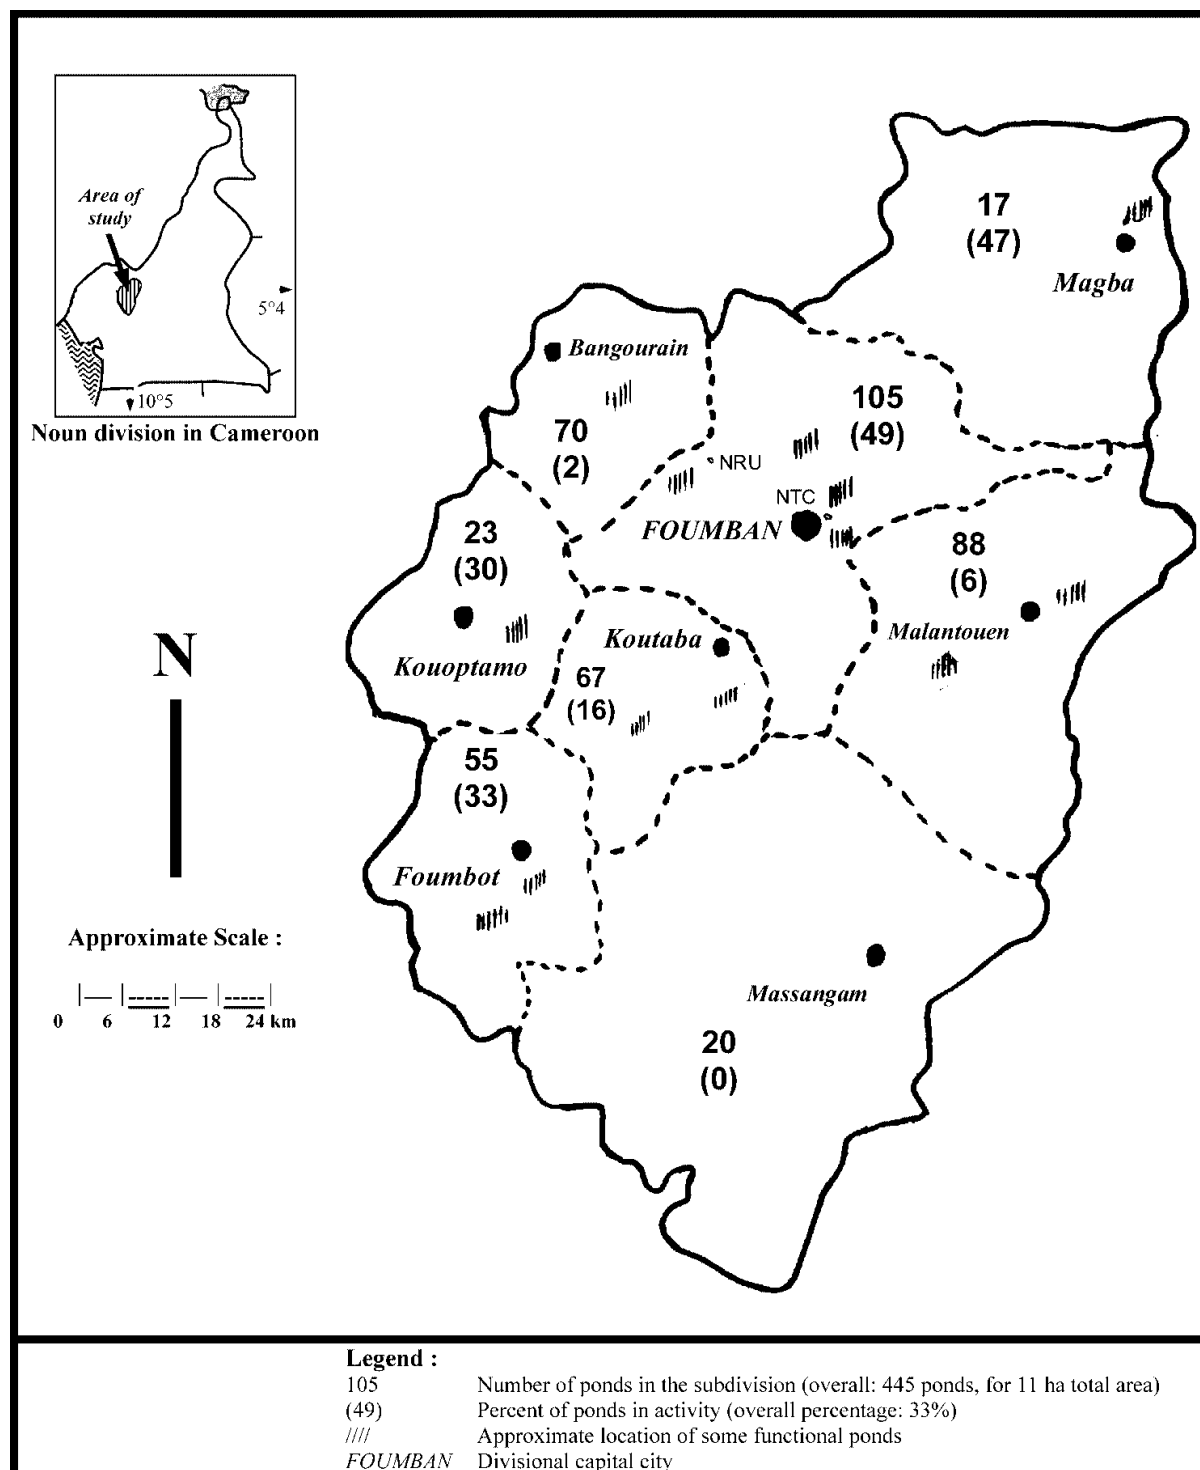 Area of
study
5°4
10°5
Noun division in Cameroon
17
(47)
Magba
Bangourain
70
(2)
105
(49)
NRU
NTC
FOUMBAN
23
(30)
Kouoptamo
88
(6)
Malantouen
Koutaba
67
(16)
N
55
(33)
Foumbot
Approximate Scale :
0 6 12 18 24 km
Massangam
20
(0)
Legend :
105 Number of ponds in the subdivision (overall: 445 ponds, for 11 ha total area)
(49) Percent of ponds in activity (overall percentage: 33%)
//// Approximate location of some functional ponds
FOUMBAN Divisional capital city